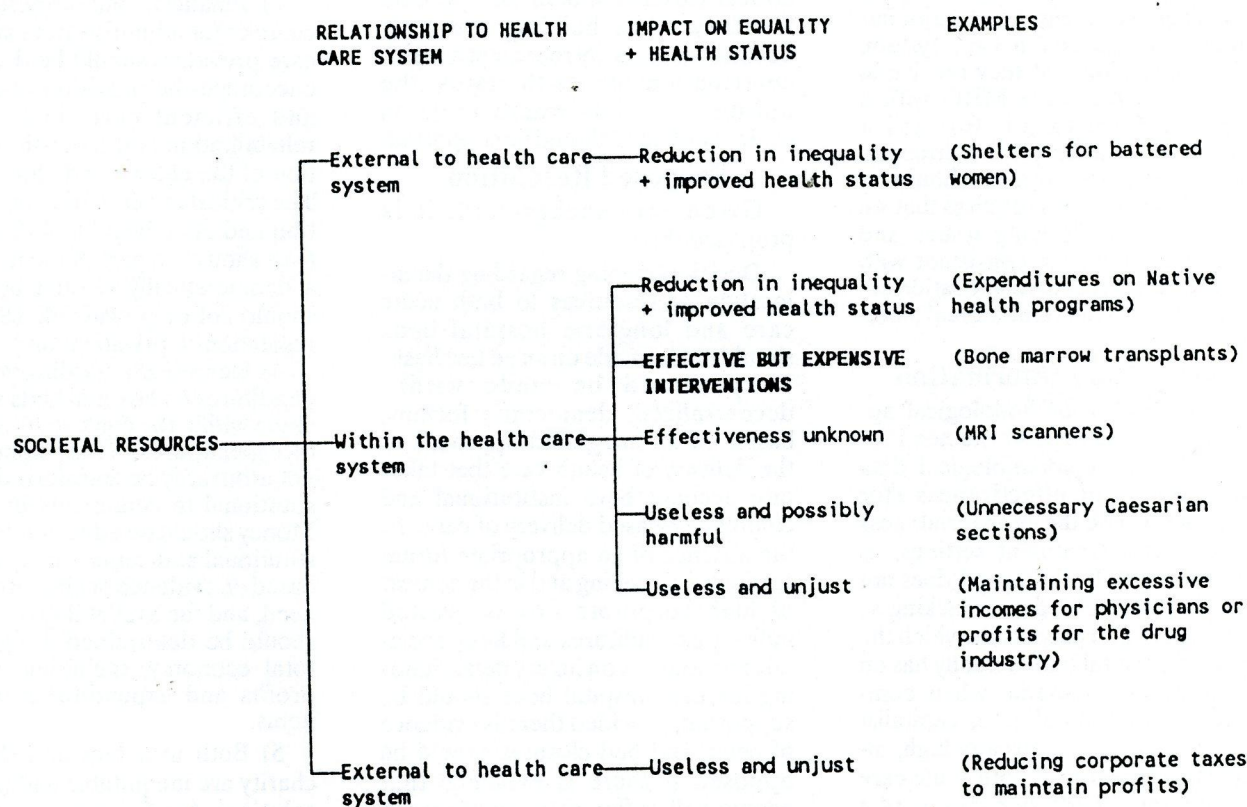 RELATIONSHIP TO HEALTH
CARE SYSTEM
IMPACT ON EQUALITY
+ HEALTH STATUS
EXAMPLES
External to health care
system
Reduction in inequality
+ improved health status
(Shelters for battered
women)
SOCIETAL RESOURCES
Within the health care
system
Reduction in inequality
+ improved health status
(Expenditures on Native
health programs)
EFFECTIVE BUT EXPENSIVE
INTERVENTIONS
(Bone marrow transplants)
Effectiveness unknown
(MRI scanners)
Useless and possibly
harmful
(Unnecessary Caesarian
sections)
Useless and unjust
(Maintaining excessive
incomes for physicians or
profits for the drug
industry)
External to health care
system
Useless and unjust
(Reducing corporate taxes
to maintain profits)